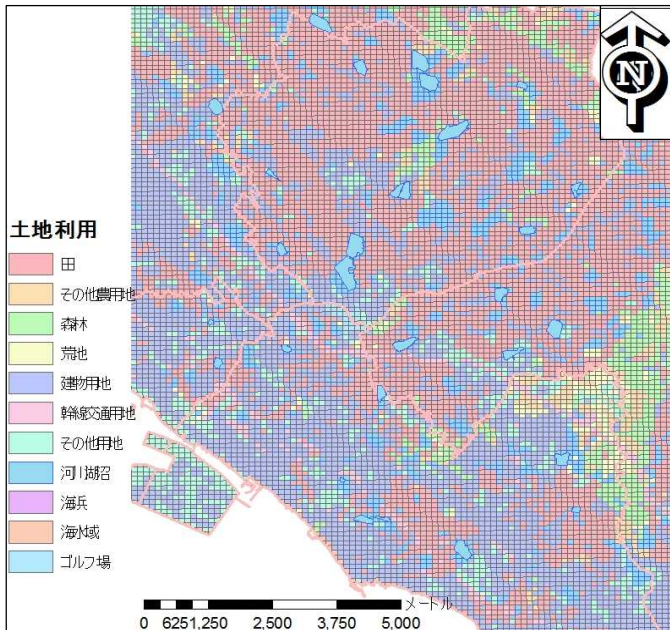 N
土地利用
田
その他農用地
森林
荒地
建物用地
幹線交通用地
その他用地
河川湖沼
海浜
海水域
ゴルフ場
メートル
0 625 1,250 2,500 3,750 5,000